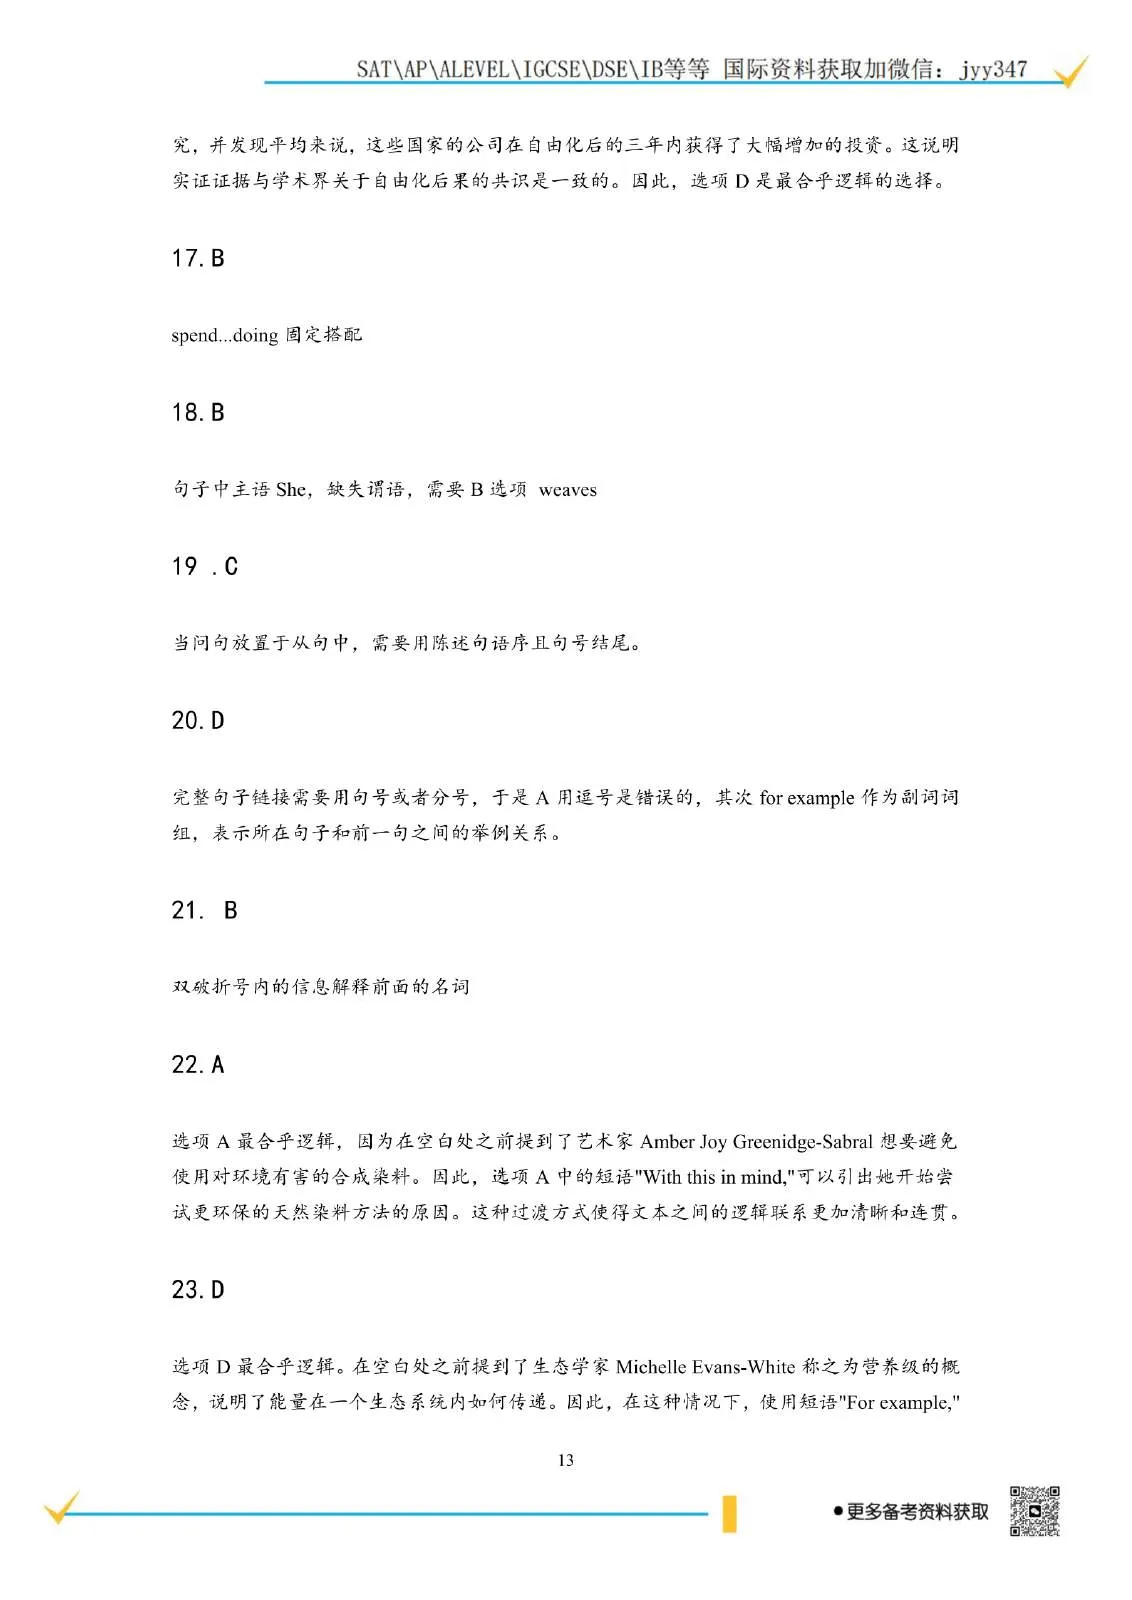 SAT\AP\ALEVEL\IGCSE\DSE\IB等等 国际资料获取加微信：jyy347
究，并发现平均来说，这些国家的公司在自由化后的三年内获得了大幅增加的投资。这说明
实证证据与学术界关于自由化后果的共识是一致的。因此，选项 D 是最合乎逻辑的选择。
17.B
spend...doing 固定搭配
18.B
句子中主语 She，缺失谓语，需要 B 选项 weaves
19 .C
当问句放置于从句中，需要用陈述句语序且句号结尾。
20.D
完整句子链接需要用句号或者分号，于是 A 用逗号是错误的，其次 for example 作为副词词
组，表示所在句子和前一句之间的举例关系。
21. B
双破折号内的信息解释前面的名词
22.A
选项 A 最合乎逻辑，因为在空白处之前提到了艺术家 Amber Joy Greenidge-Sabral 想要避免
使用对环境有害的合成染料。因此，选项 A 中的短语"With this in mind,"可以引出她开始尝
试更环保的天然染料方法的原因。这种过渡方式使得文本之间的逻辑联系更加清晰和连贯。
23.D
选项 D 最合乎逻辑。在空白处之前提到了生态学家 Michelle Evans-White 称之为营养级的概
念，说明了能量在一个生态系统内如何传递。因此，在这种情况下，使用短语"For example,"
13
●更多备考资料获取